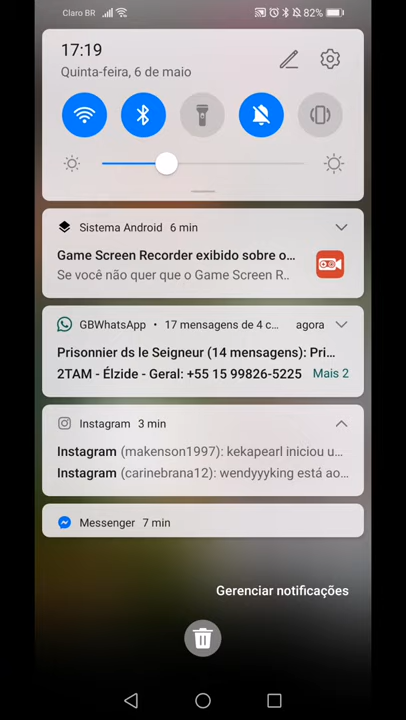 Claro BR 82%
17:19
Quinta-feira, 6 de maio
Sistema Android 6 min
Game Screen Recorder exibido sobre o...
Se você não quer que o Game Screen R..
GBWhatsApp • 17 mensagens de 4 c... agora
Prisonnier ds le Seigneur (14 mensagens): Pri...
2TAM - Élzide - Geral: +55 15 99826-5225 Mais 2
Instagram 3 min
Instagram (makenson1997): kekapearl iniciou u...
Instagram (carinebrana12): wendyyyking está ao...
Messenger 7 min
Gerenciar notificações